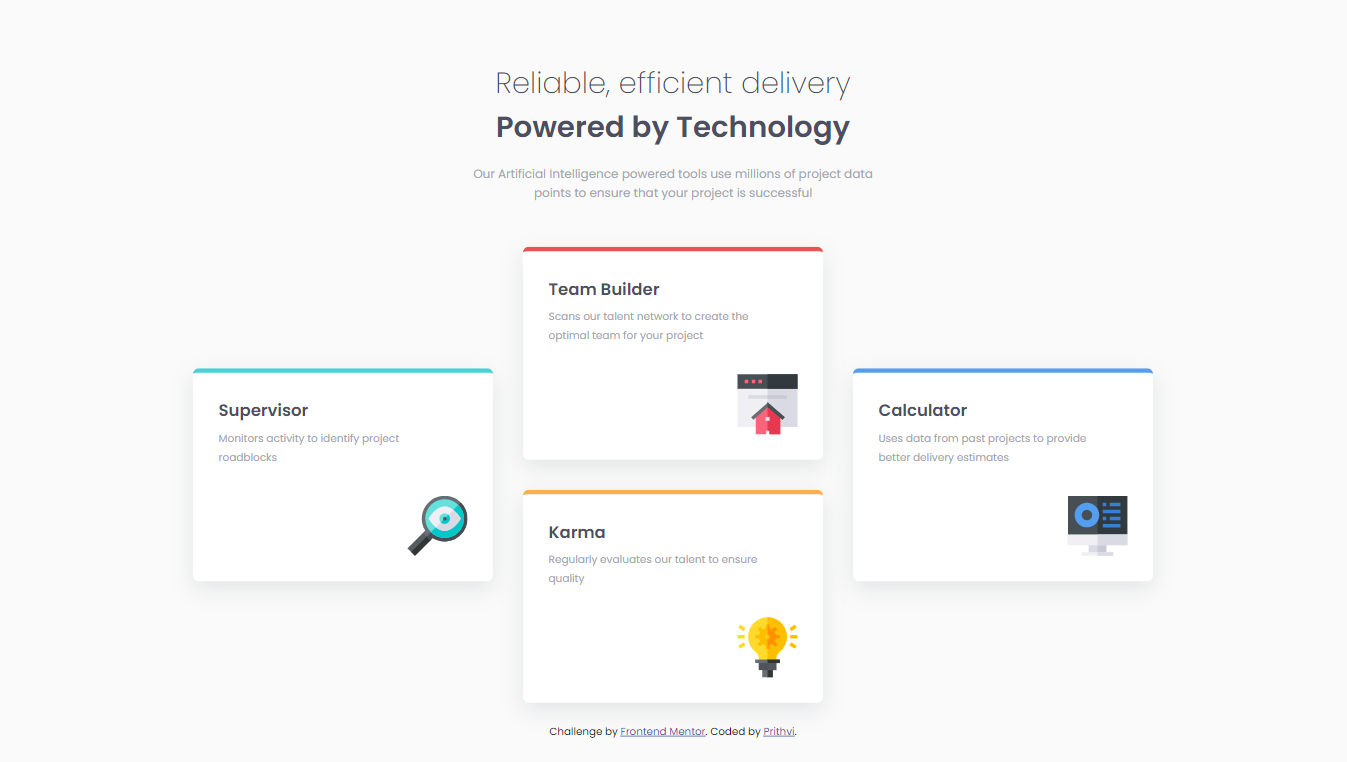 Reliable, efficient delivery
Powered by Technology
Our Artificial Intelligence powered tools use millions of project data
points to ensure that your project is successful
Team Builder
Scans our talent network to create the
optimal team for your project
Supervisor
Monitors activity to identify project
roadblocks
Calculator
Uses data from past projects to provide
better delivery estimates
Karma
Regularly evaluates our talent to ensure
quality
Challenge by Frontend Mentor. Coded by Prithvi.